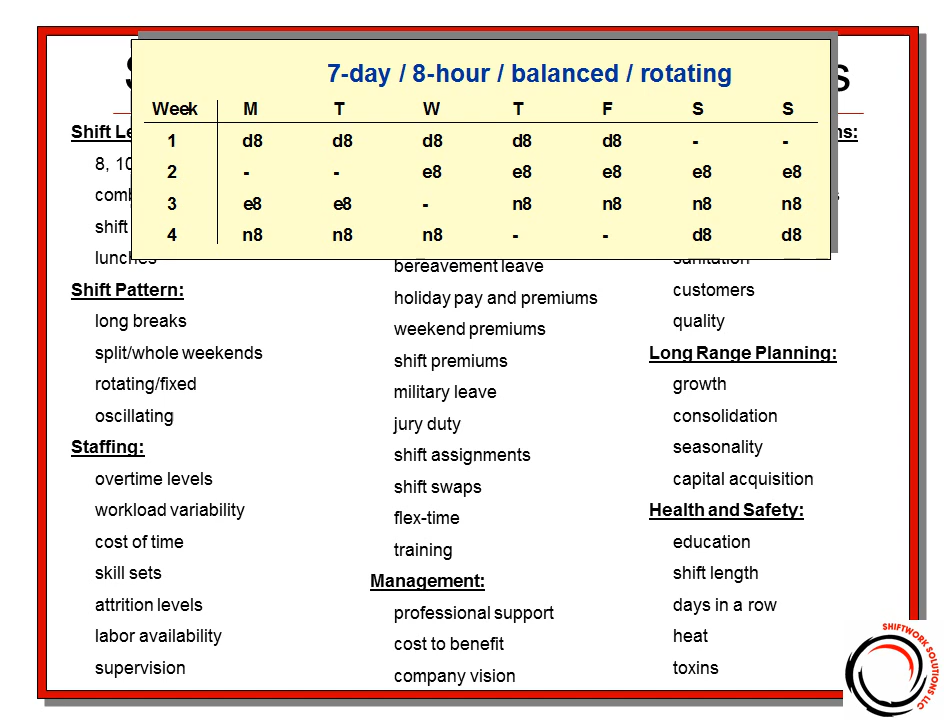 7-day / 8-hour / balanced / rotating
Week M T W T F S S
1 d8 d8 d8 d8 d8 - -
2 - - e8 e8 e8 e8 e8
3 e8 e8 - n8 n8 n8 n8
4 n8 n8 n8 - - d8 d8
Shift
8,
shift
lunches
Shift Pattern:
long breaks
split/whole weekends
rotating/fixed
oscillating
Staffing:
overtime levels
workload variability
cost of time
skill sets
attrition levels
labor availability
supervision
bereavement leave
holiday pay and premiums
weekend premiums
shift premiums
military leave
jury duty
shift assignments
shift swaps
flex-time
training
Management:
professional support
cost to benefit
company vision
sanitation
customers
quality
Long Range Planning:
growth
consolidation
seasonality
capital acquisition
Health and Safety:
education
shift length
days in a row
heat
toxins
SHIFTWORK SOLUTIONS LLC